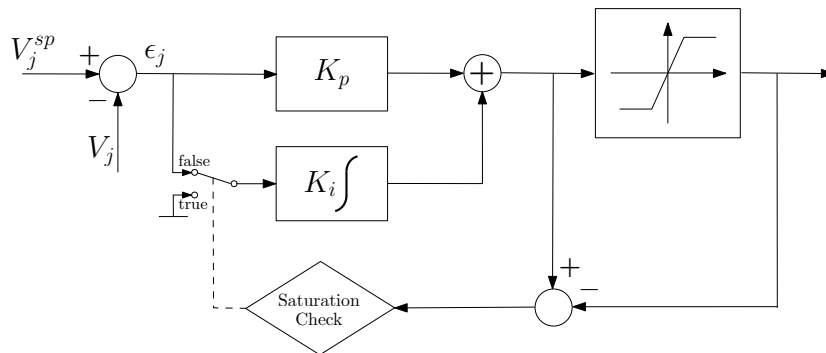 V_j^{sp}
+
−
ϵ_j
V_j
K_p
+
false
true
K_i∫
+
−
Saturation
Check